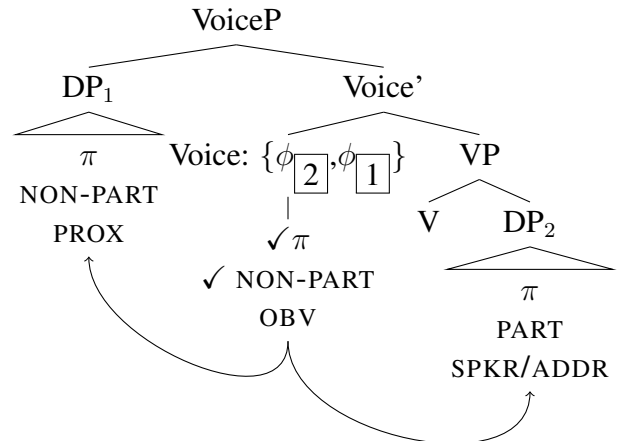 VoiceP
DP₁ Voice’
π Voice: {ϕ2,ϕ1} VP
NON-PART V DP₂
PROX ✓π
✓ NON-PART π
OBV PART
SPKR/ADDR